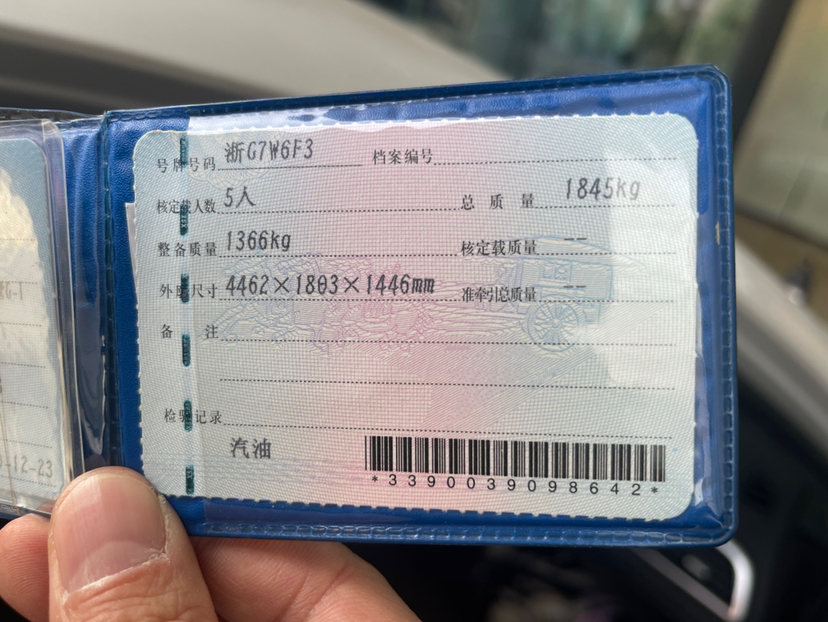 号牌号码 浙G7W6F3 档案编号
核定载人数 5人 总质量 1845kg
整备质量 1366kg 核定载质量 --
外廓尺寸 4462×1803×1446mm 准牵引总质量 --
备注
检验记录
汽油
*3390039098642*
-12-23